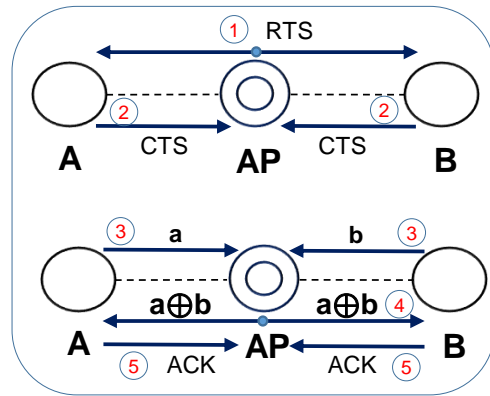 1 RTS
2 2
CTS CTS
A AP B
3 a b 3
a⊕b a⊕b 4
A AP B
5 ACK ACK 5